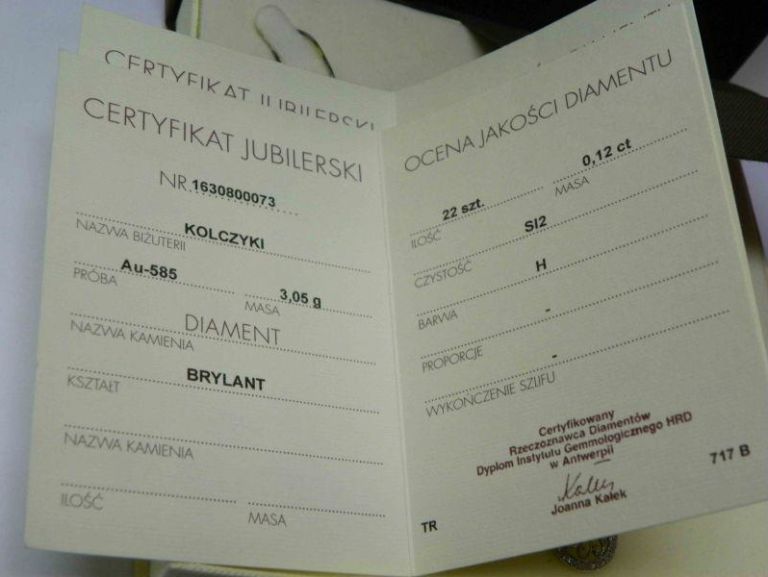 CERTYFIKAT JUBILERSKI
CERTYFIKAT JUBILERSKI
NR. 1630800073
KOLCZYKI
NAZWA BIŻUTERII
Au-585
3,05 g
PRÓBA
MASA
DIAMENT
NAZWA KAMIENIA
BRYLANT
KSZTAŁT
NAZWA KAMIENIA
ILOŚĆ
MASA
OCENA JAKOŚCI DIAMENTU
22 szt.
0,12 ct
ILOŚĆ
MASA
SI2
CZYSTOŚĆ
H
BARWA
-
PROPORCJE
-
WYKOŃCZENIE SZLIFU
Certyfikowany
Rzeczoznawca Diamentów
Dyplom Instytutu Gemmologicznego HRD
w Antwerpii
Joanna Kałek
TR
717 B